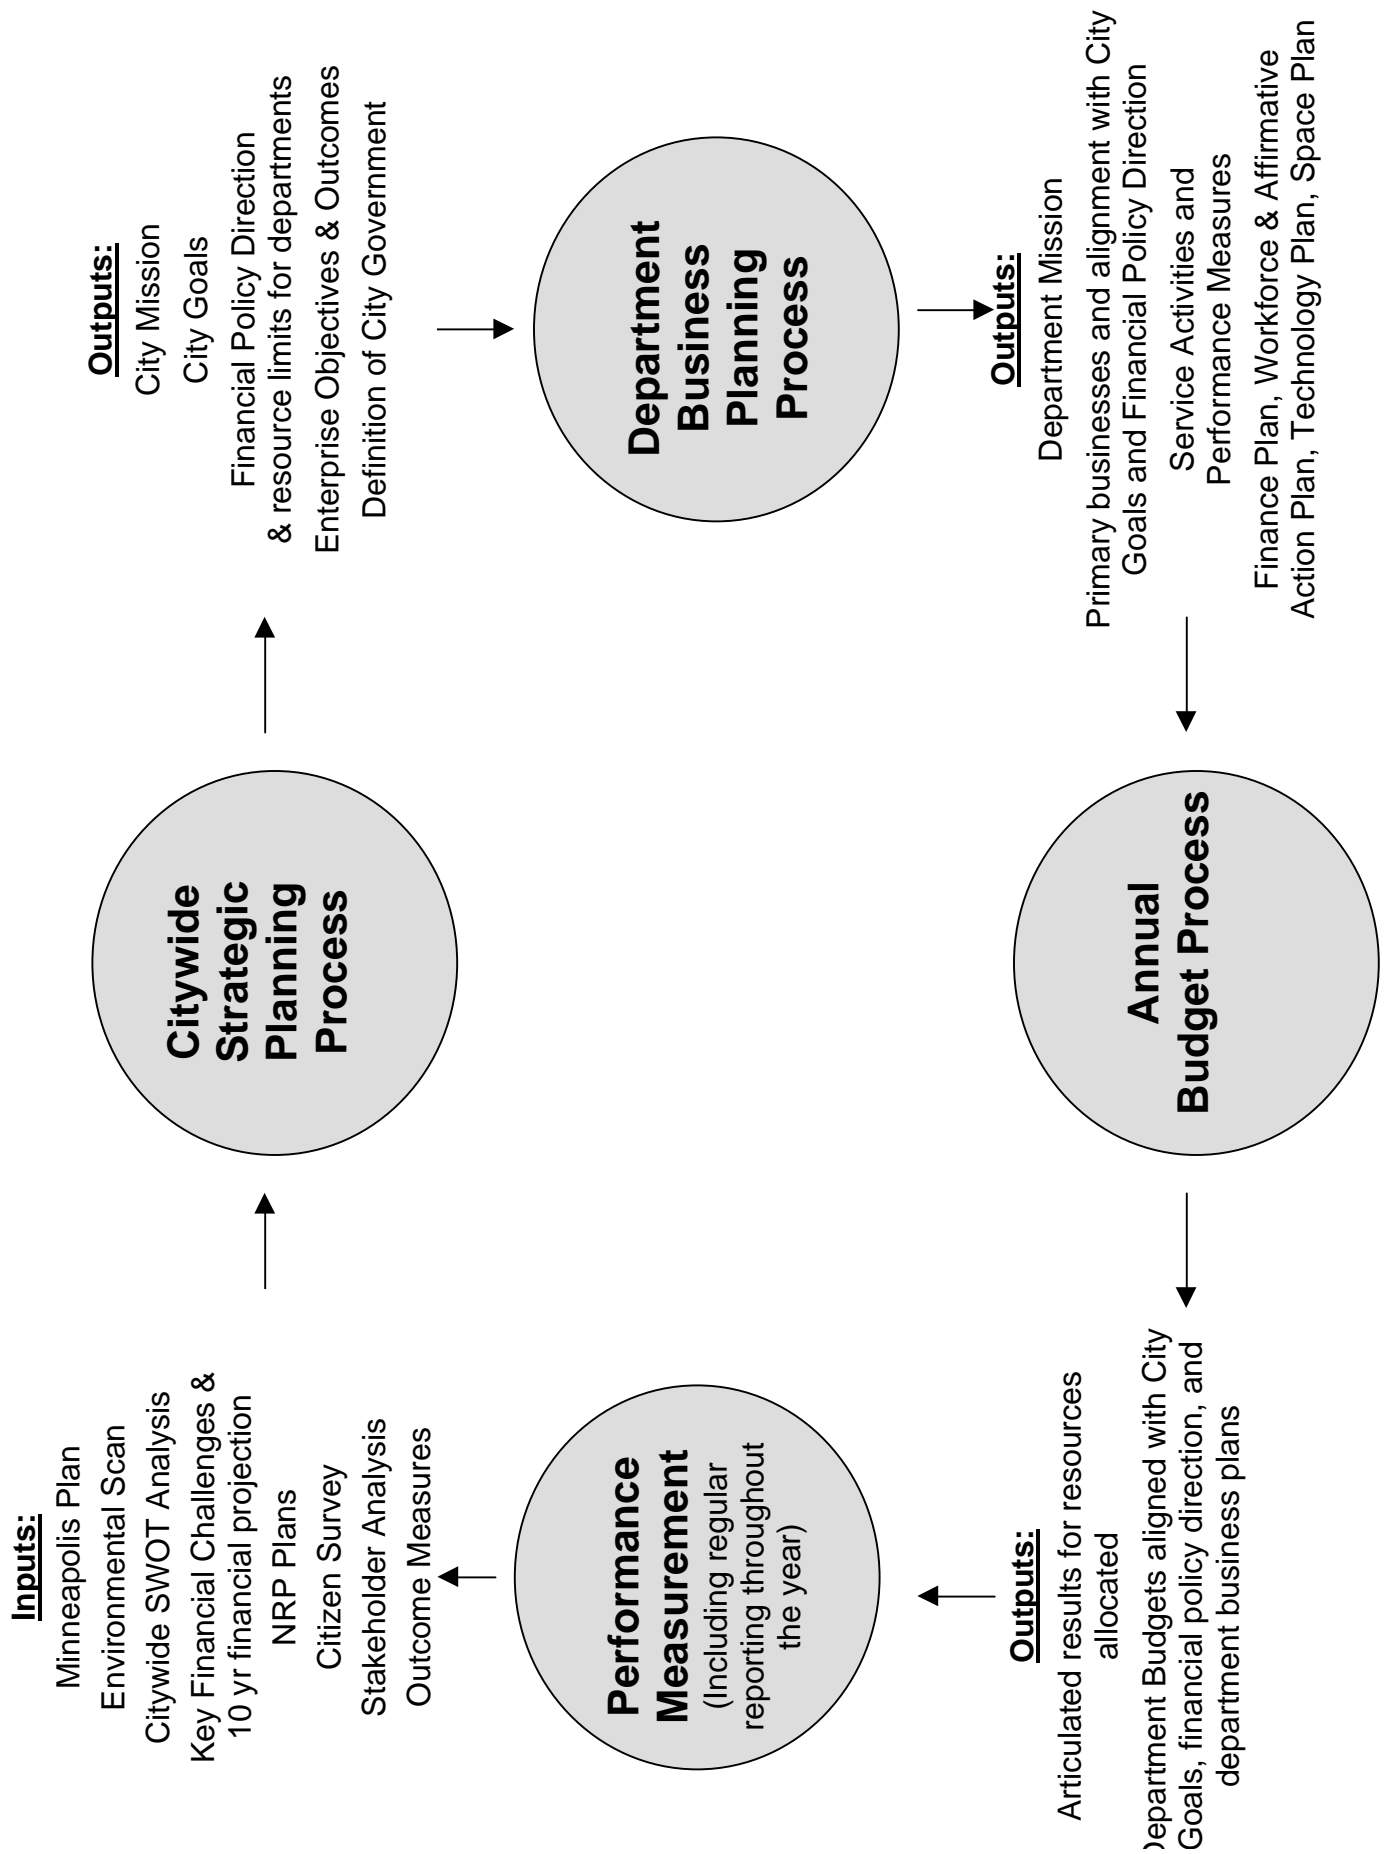 Inputs:
Minneapolis Plan
Environmental Scan
Citywide SWOT Analysis
Key Financial Challenges &
10 yr financial projection
NRP Plans
Citizen Survey
Stakeholder Analysis
Outcome Measures
Citywide
Strategic
Planning
Process
Outputs:
City Mission
City Goals
Financial Policy Direction
& resource limits for departments
Enterprise Objectives & Outcomes
Definition of City Government
Department
Business
Planning
Process
Outputs:
Department Mission
Primary businesses and alignment with City
Goals and Financial Policy Direction
Service Activities and
Performance Measures
Finance Plan, Workforce & Affirmative
Action Plan, Technology Plan, Space Plan
Annual
Budget Process
Outputs:
Articulated results for resources
allocated
Department Budgets aligned with City
Goals, financial policy direction, and
department business plans
Performance
Measurement
(Including regular
reporting throughout
the year)